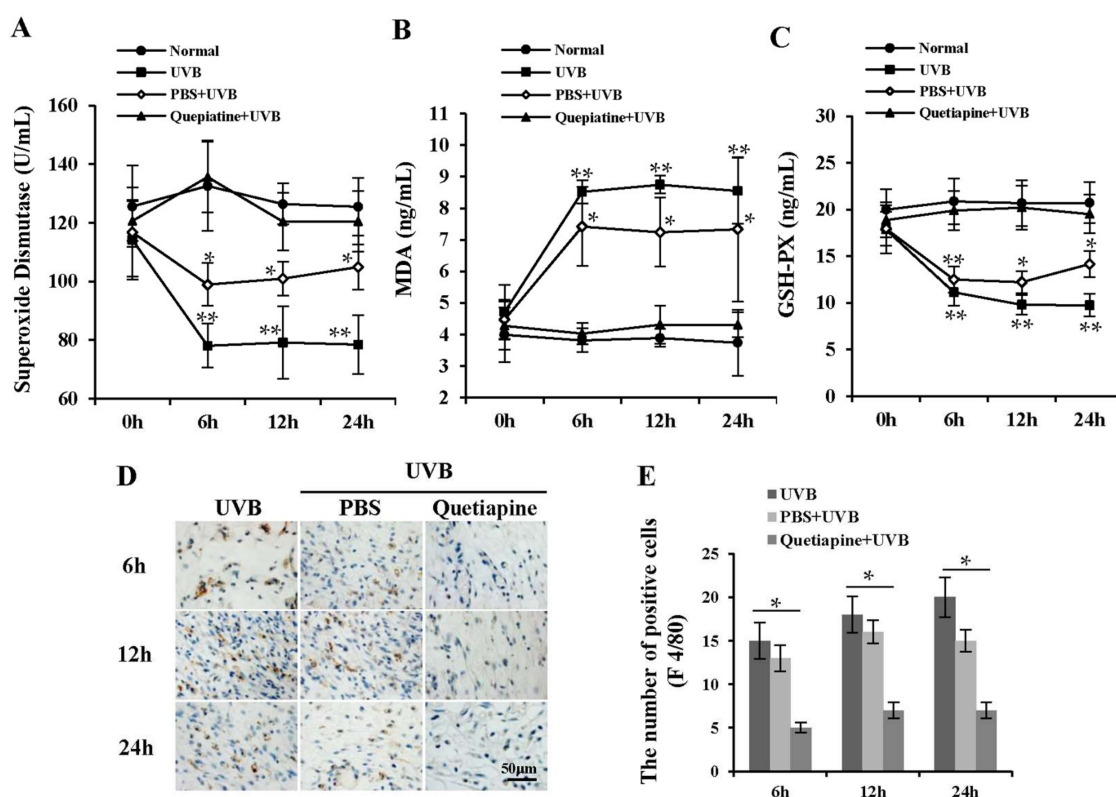 A
Normal
UVB
PBS+UVB
Quepiatine+UVB
Superoxide Dismutase (U/mL)
160
140
120
100
80
60
* * *
** ** **
0h 6h 12h 24h
B
Normal
UVB
PBS+UVB
Quepiatine+UVB
MDA (ng/mL)
11
10
9
8
7
6
5
4
3
2
** ** **
* * *
0h 6h 12h 24h
C
Normal
UVB
PBS+UVB
Quetiapine+UVB
GSH-PX (ng/mL)
30
25
20
15
10
5
0
** * *
** ** **
0h 6h 12h 24h
D
UVB
UVB PBS Quetiapine
6h
12h
24h
50μm
E
UVB
PBS+UVB
Quetiapine+UVB
The number of positive cells
(F 4/80)
25
20
15
10
5
0
* * *
6h 12h 24h